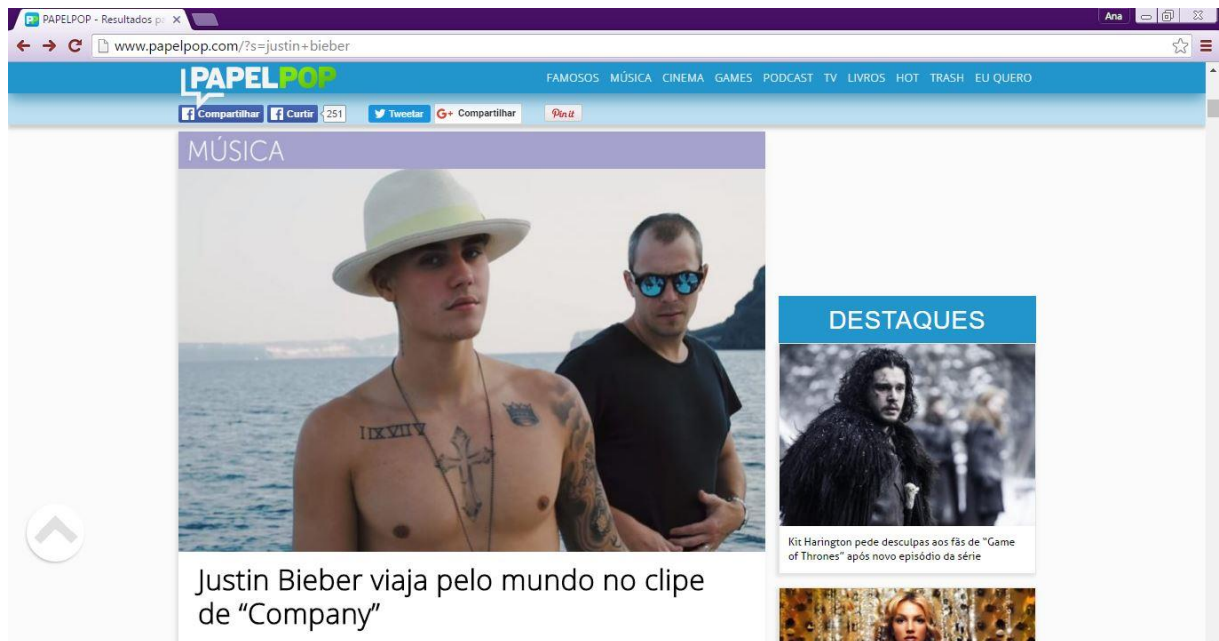 PAPELPOP - Resultados pa
Ana
www.papelpop.com/?s=justin+bieber
PAPELPOP
FAMOSOS MÚSICA CINEMA GAMES PODCAST TV LIVROS HOT TRASH EU QUERO
Compartilhar Curtir 251 Tweetar G+ Compartilhar Pin it
MÚSICA
IIXVIIV
DESTAQUES
Kit Harington pede desculpas aos fãs de "Game
of Thrones" após novo episódio da série
Justin Bieber viaja pelo mundo no clipe
de “Company”